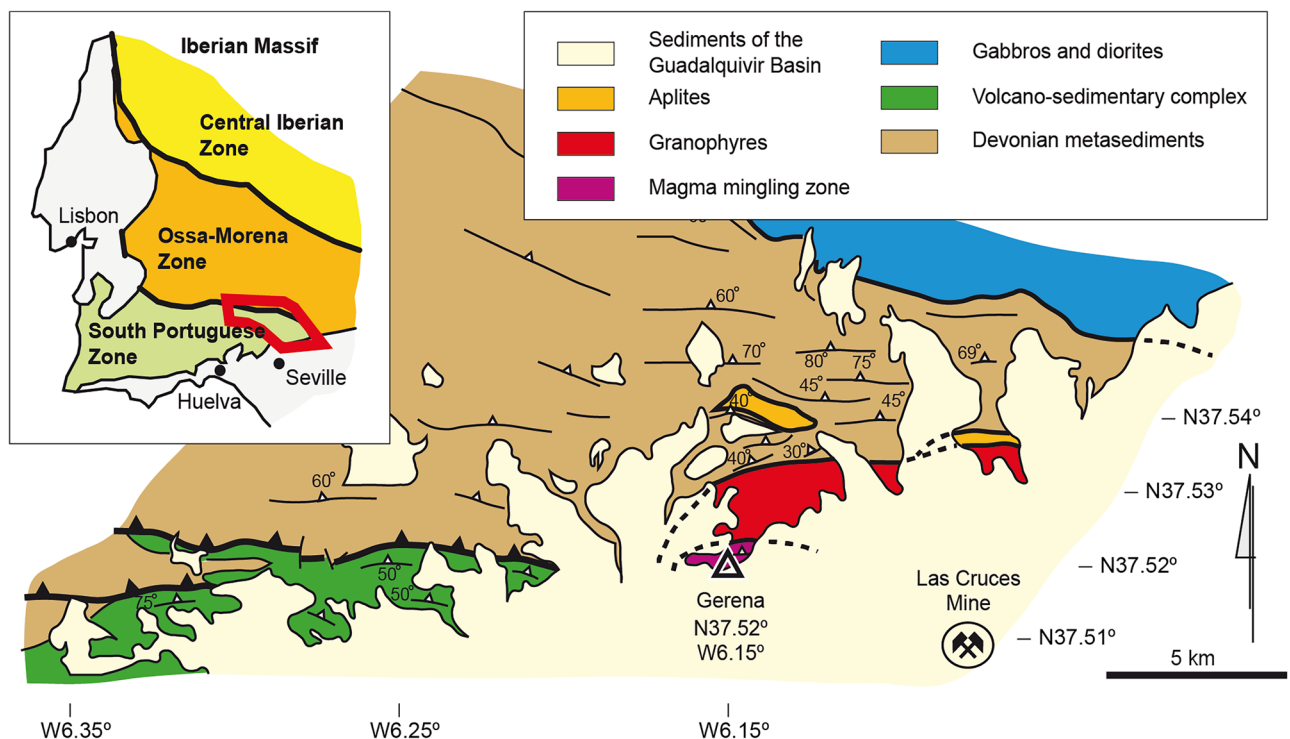 Iberian Massif
Central Iberian
Zone
Lisbon
Ossa-Morena
Zone
South Portuguese
Zone
Seville
Huelva
Sediments of the
Guadalquivir Basin
Aplites
Granophyres
Magma mingling zone
Gabbros and diorites
Volcano-sedimentary complex
Devonian metasediments
60°
70°
80°
75°
69°
45°
45°
40°
40°
30°
60°
50°
50°
75°
N37.54º
N
N37.53º
N37.52º
N37.51º
Gerena
N37.52º
W6.15º
Las Cruces
Mine
5 km
W6.35º
W6.25º
W6.15º